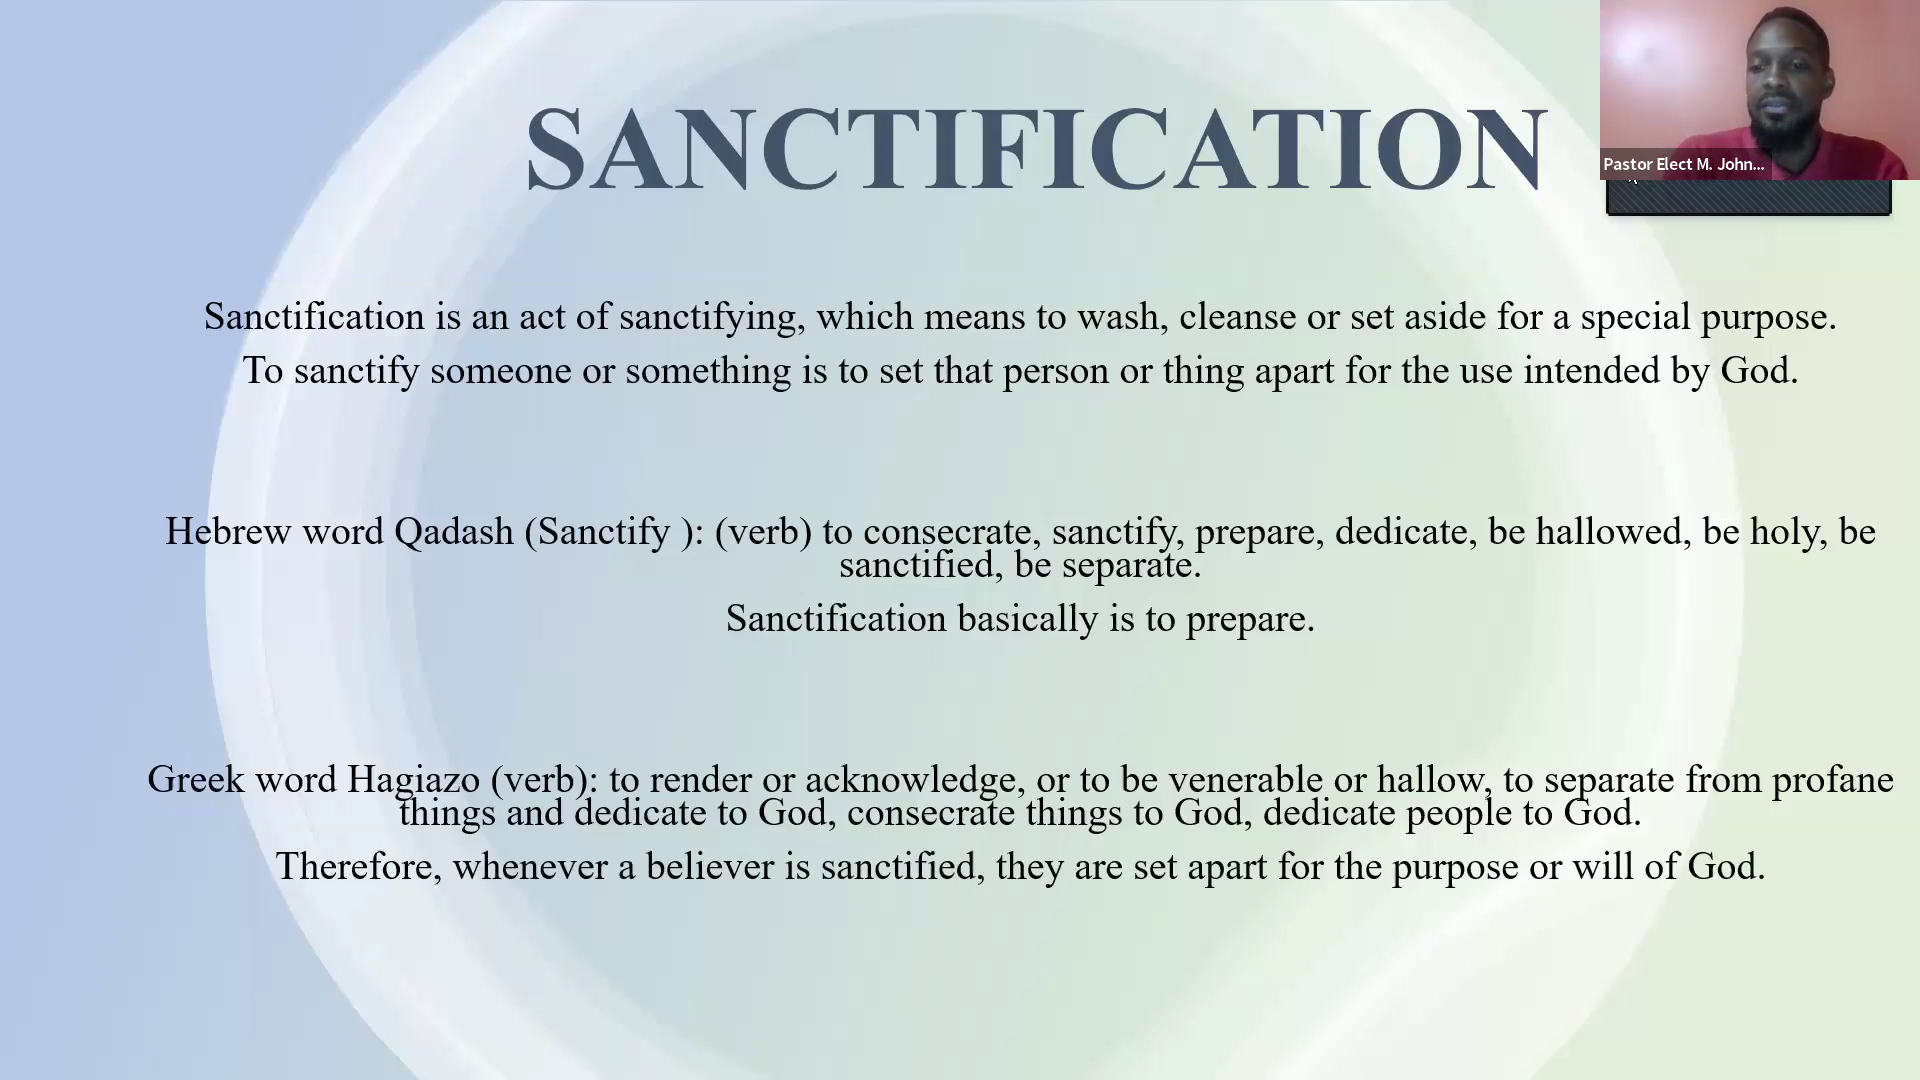 SANCTIFICATION
Pastor Elect M. John...
Sanctification is an act of sanctifying, which means to wash, cleanse or set aside for a special purpose.
To sanctify someone or something is to set that person or thing apart for the use intended by God.
Hebrew word Qadash (Sanctify ): (verb) to consecrate, sanctify, prepare, dedicate, be hallowed, be holy, be
sanctified, be separate.
Sanctification basically is to prepare.
Greek word Hagiazo (verb): to render or acknowledge, or to be venerable or hallow, to separate from profane
things and dedicate to God, consecrate things to God, dedicate people to God.
Therefore, whenever a believer is sanctified, they are set apart for the purpose or will of God.